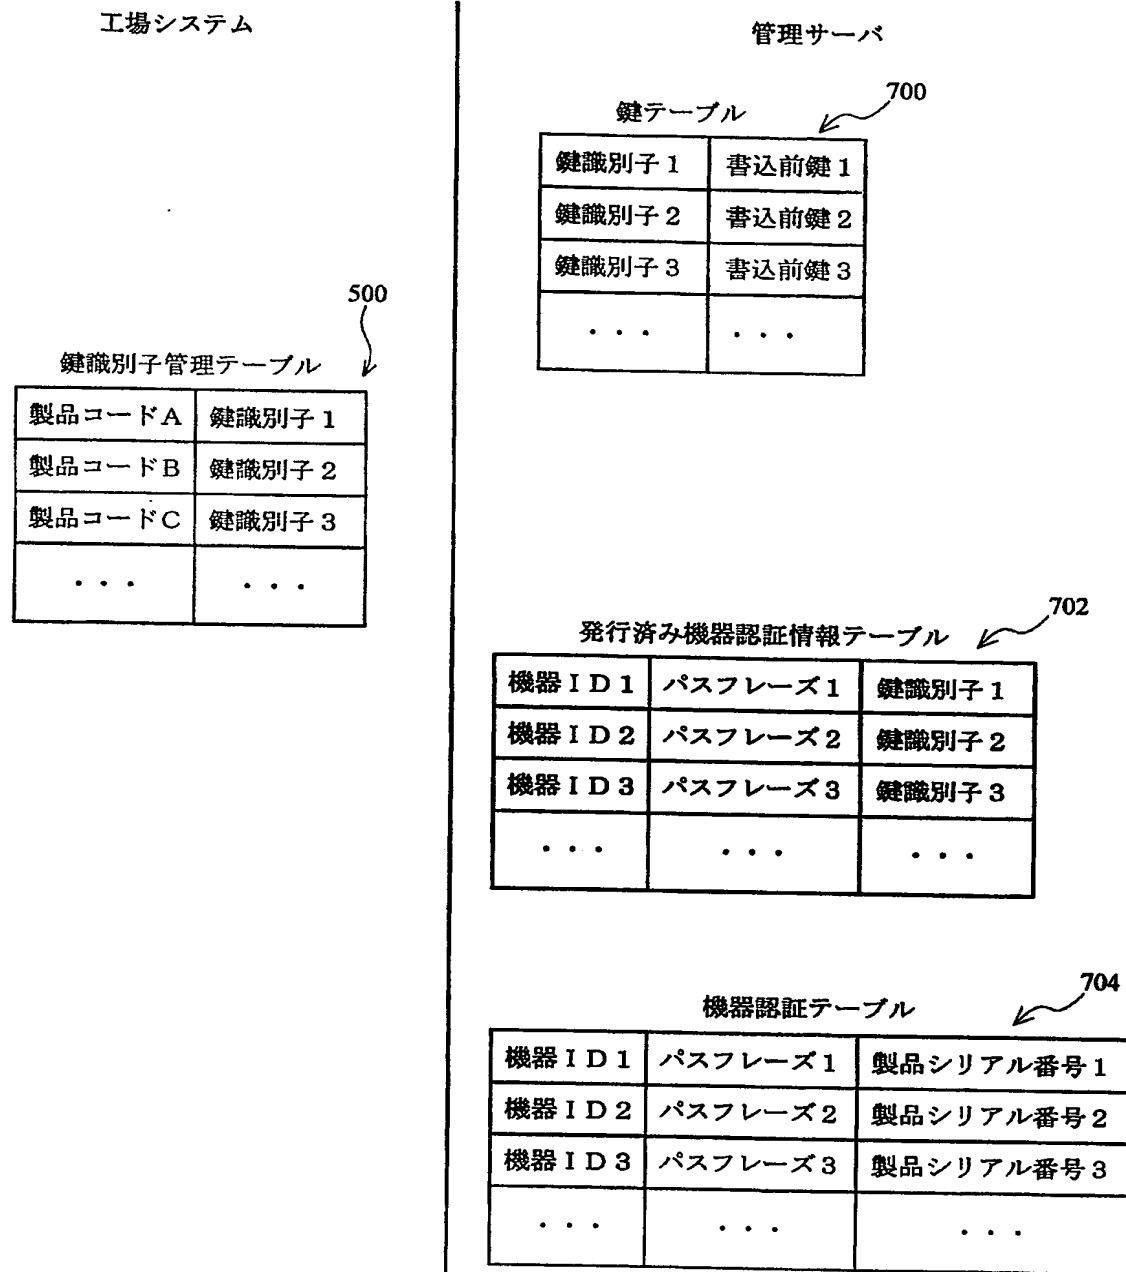 工場システム
管理サーバ
700
鍵テーブル
鍵識別子1 書込前鍵1
鍵識別子2 書込前鍵2
鍵識別子3 書込前鍵3
・・・ ・・・
500
鍵識別子管理テーブル
製品コードA 鍵識別子1
製品コードB 鍵識別子2
製品コードC 鍵識別子3
・・・ ・・・
702
発行済み機器認証情報テーブル
機器ID1 パスフレーズ1 鍵識別子1
機器ID2 パスフレーズ2 鍵識別子2
機器ID3 パスフレーズ3 鍵識別子3
・・・ ・・・ ・・・
704
機器認証テーブル
機器ID1 パスフレーズ1 製品シリアル番号1
機器ID2 パスフレーズ2 製品シリアル番号2
機器ID3 パスフレーズ3 製品シリアル番号3
・・・ ・・・ ・・・